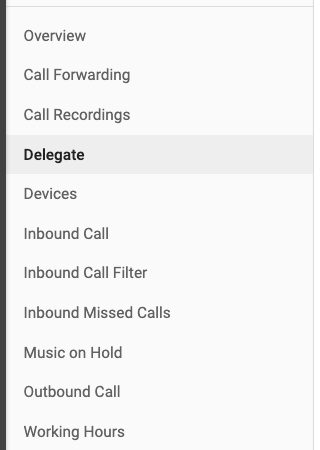 Overview
Call Forwarding
Call Recordings
Delegate
Devices
Inbound Call
Inbound Call Filter
Inbound Missed Calls
Music on Hold
Outbound Call
Working Hours